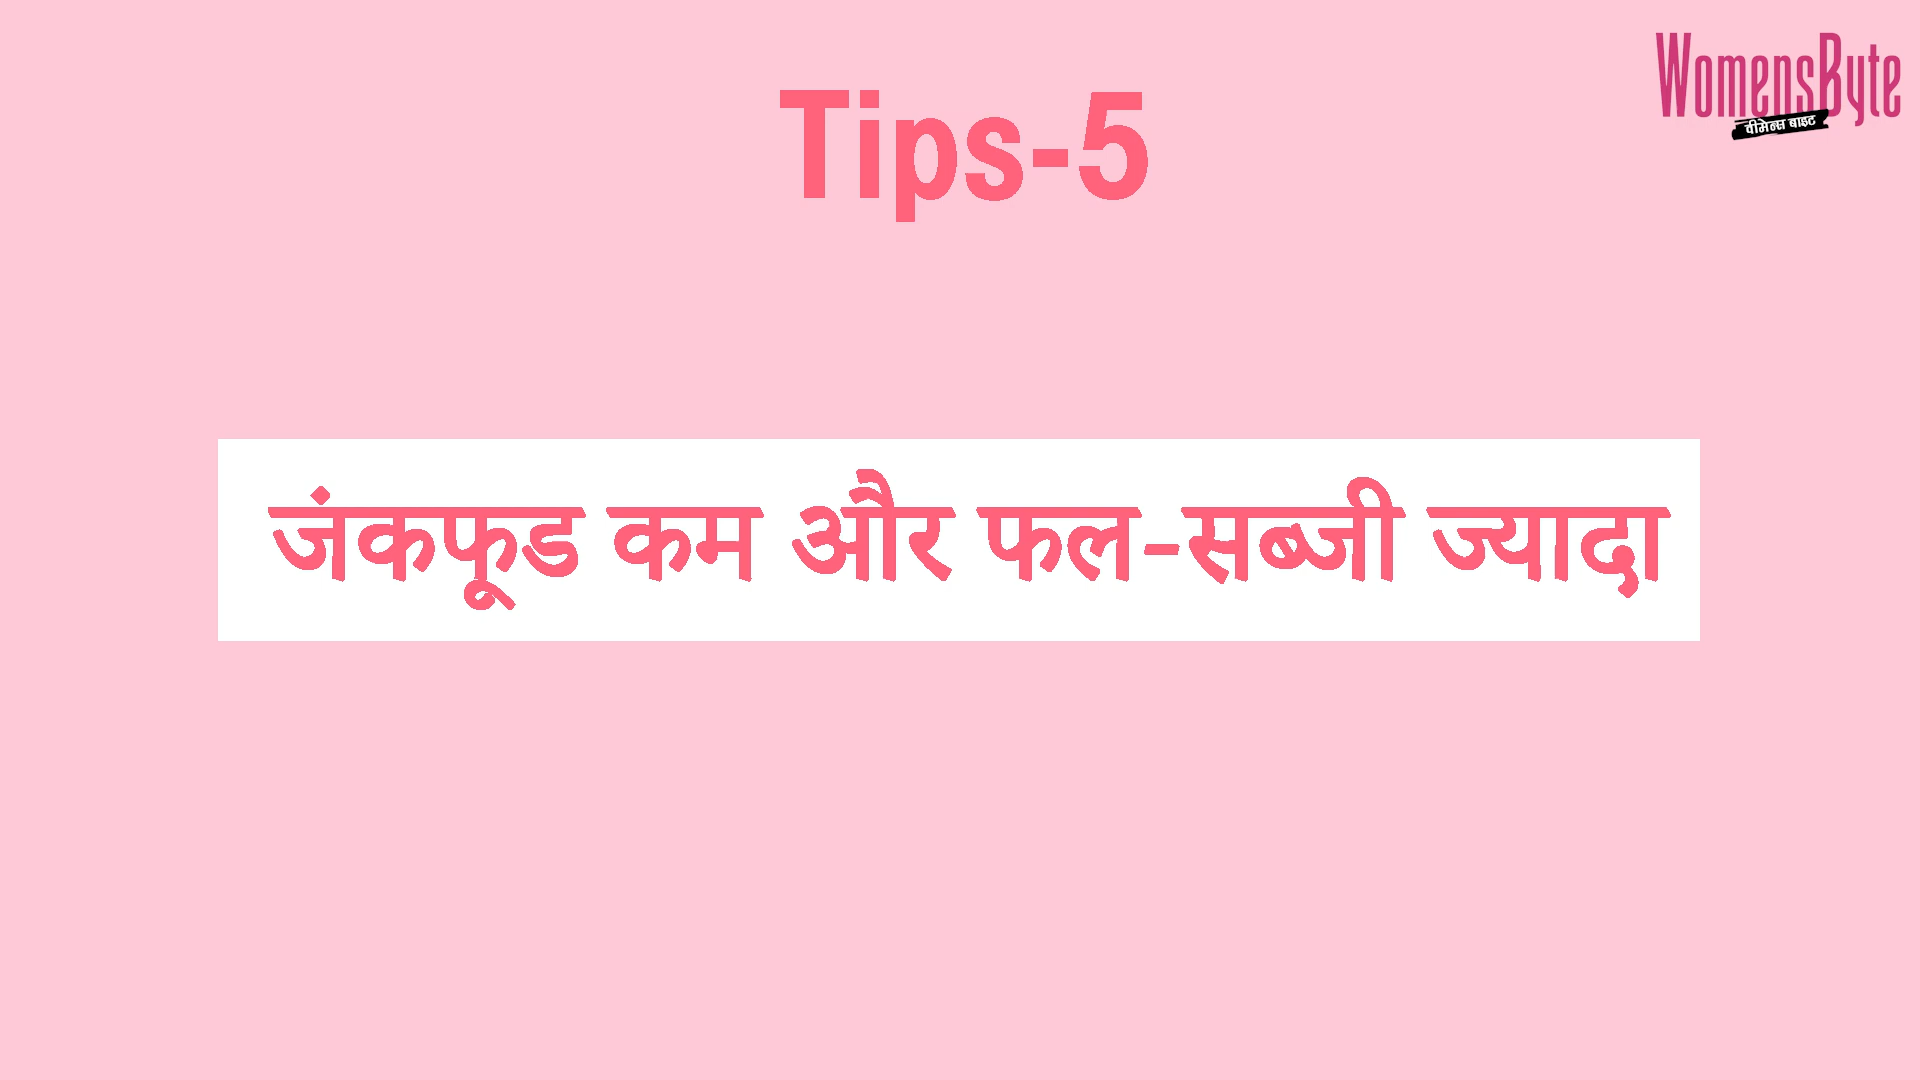 WomensByte
वीमेन्स बाइट
Tips-5
जंकफूड कम और फल-सब्जी ज्यादा